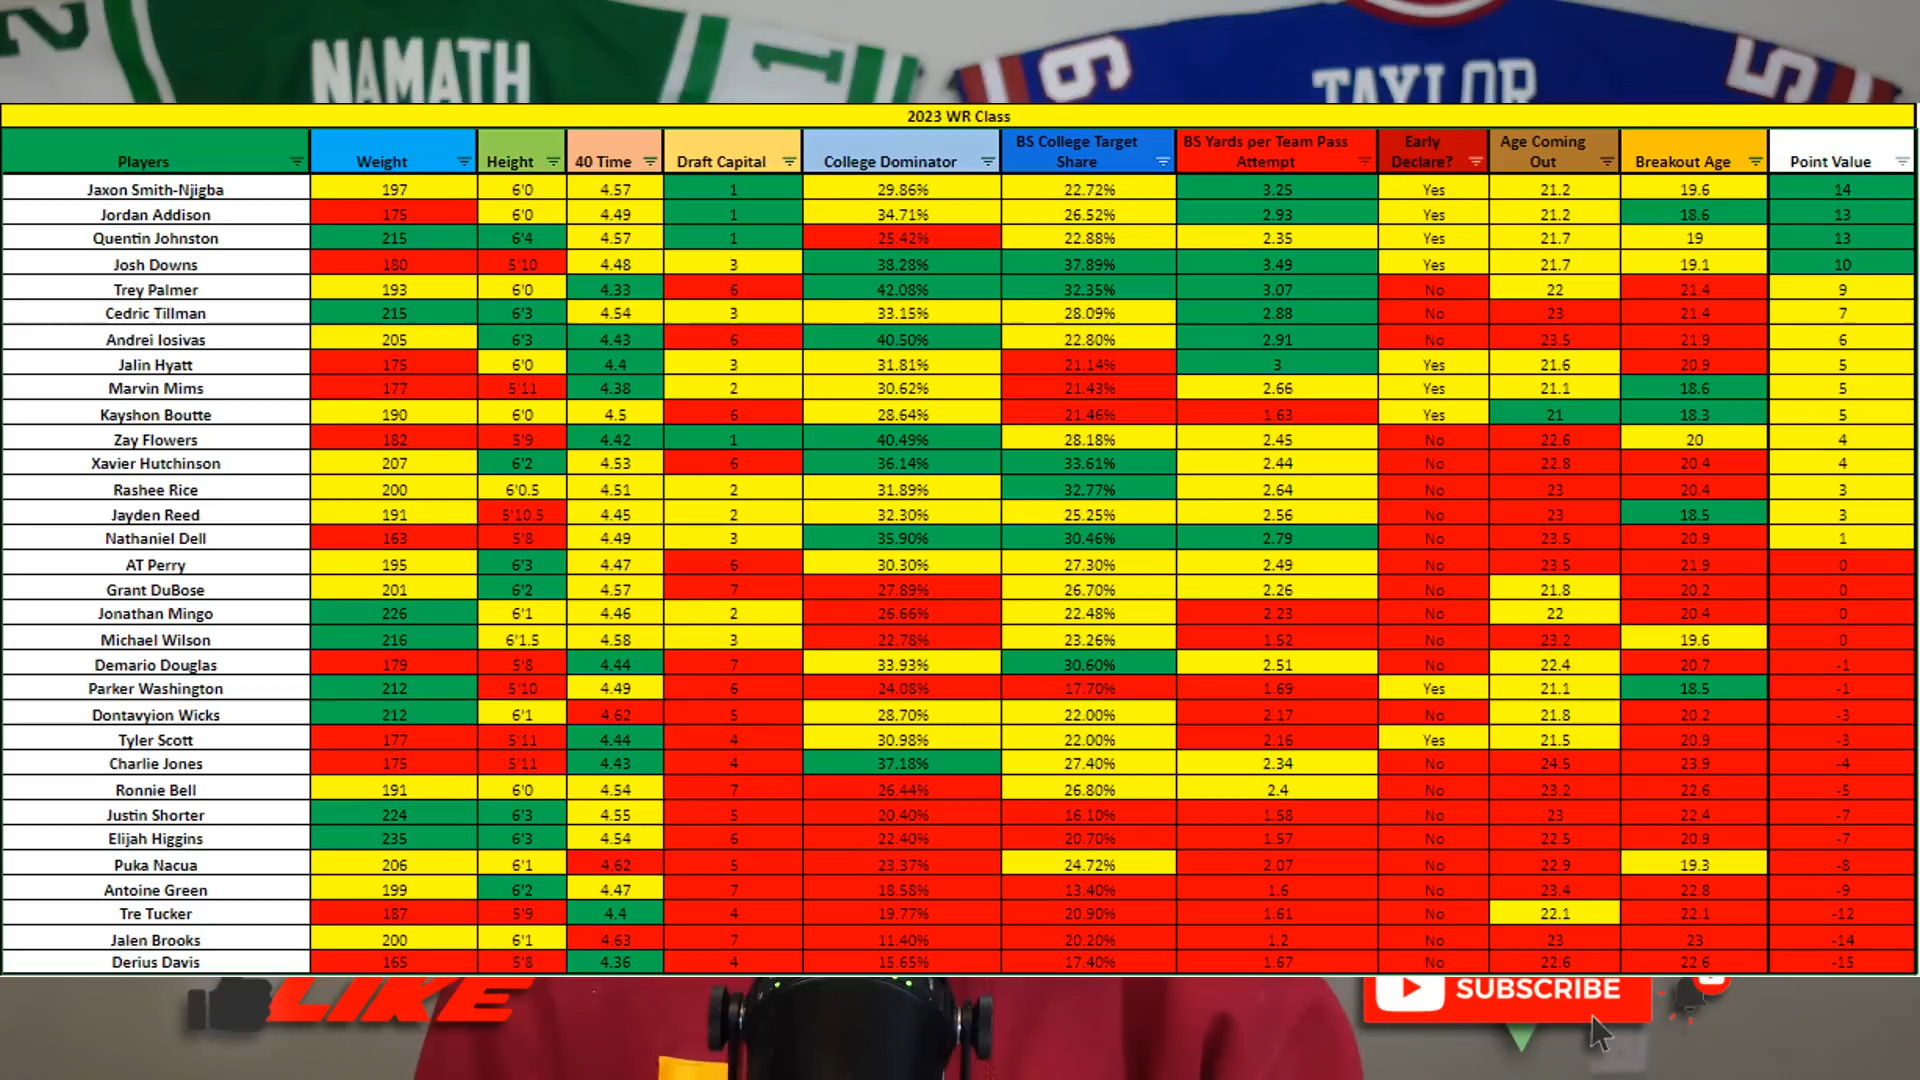 NAMATH
TAYLOR
2023 WR Class
Players Weight Height 40 Time Draft Capital College Dominator BS College Target Share BS Yards per Team Pass Attempt Early Declare? Age Coming Out Breakout Age Point Value
Jaxon Smith-Njigba 197 6'0 4.57 1 29.86% 22.72% 3.25 Yes 21.2 19.6 14
Jordan Addison 175 6'0 4.49 1 34.71% 26.52% 2.93 Yes 21.2 18.6 13
Quentin Johnston 215 6'4 4.57 1 25.42% 22.88% 2.35 Yes 21.7 19 13
Josh Downs 180 5'10 4.48 3 38.28% 37.89% 3.49 Yes 21.7 19.1 10
Trey Palmer 193 6'0 4.33 6 42.08% 32.35% 3.07 No 22 21.4 9
Cedric Tillman 215 6'3 4.54 3 33.15% 28.09% 2.88 No 23 21.4 7
Andrei Iosivas 205 6'3 4.43 6 40.50% 22.80% 2.91 No 23.5 21.9 6
Jalin Hyatt 175 6'0 4.4 3 31.81% 21.14% 3 Yes 21.6 20.9 5
Marvin Mims 177 5'11 4.38 2 30.62% 21.43% 2.66 Yes 21.1 18.6 5
Kayshon Boutte 190 6'0 4.5 6 28.64% 21.46% 1.63 Yes 21 18.3 5
Zay Flowers 182 5'9 4.42 1 40.49% 28.18% 2.45 No 22.6 20 4
Xavier Hutchinson 207 6'2 4.53 6 36.14% 33.61% 2.44 No 22.8 20.4 4
Rashee Rice 200 6'0.5 4.51 2 31.89% 32.77% 2.64 No 23 20.4 3
Jayden Reed 191 5'10.5 4.45 2 32.30% 25.25% 2.56 No 23 18.5 3
Nathaniel Dell 163 5'8 4.49 3 35.90% 30.46% 2.79 No 23.5 20.9 1
AT Perry 195 6'3 4.47 6 30.30% 27.30% 2.49 No 23.5 21.9 0
Grant DuBose 201 6'2 4.57 7 27.89% 26.70% 2.26 No 21.8 20.2 0
Jonathan Mingo 226 6'1 4.46 2 26.66% 22.48% 2.23 No 22 20.4 0
Michael Wilson 216 6'1.5 4.58 3 22.78% 23.26% 1.52 No 23.2 19.6 0
Demario Douglas 179 5'8 4.44 7 33.93% 30.60% 2.51 No 22.4 20.7 -1
Parker Washington 212 5'10 4.49 6 24.08% 17.70% 1.69 Yes 21.1 18.5 -1
Dontavyion Wicks 212 6'1 4.62 5 28.70% 22.00% 2.17 No 21.8 20.2 -3
Tyler Scott 177 5'11 4.44 4 30.98% 22.00% 2.16 Yes 21.5 20.9 -3
Charlie Jones 175 5'11 4.43 4 37.18% 27.40% 2.34 No 24.5 23.9 -4
Ronnie Bell 191 6'0 4.54 7 26.44% 26.80% 2.4 No 23.2 22.6 -5
Justin Shorter 224 6'3 4.55 5 20.40% 16.10% 1.58 No 23 22.4 -7
Elijah Higgins 235 6'3 4.54 6 22.40% 20.70% 1.57 No 22.5 20.9 -7
Puka Nacua 206 6'1 4.62 5 23.37% 24.72% 2.07 No 22.9 19.3 -8
Antoine Green 199 6'2 4.47 7 18.58% 13.40% 1.6 No 23.4 22.8 -9
Tre Tucker 187 5'9 4.4 4 19.77% 20.90% 1.61 No 22.1 22.1 -12
Jalen Brooks 200 6'1 4.63 7 11.40% 20.20% 1.2 No 23 23 -14
Derius Davis 165 5'8 4.36 4 15.65% 17.40% 1.67 No 22.6 22.6 -15
LIKE
SUBSCRIBE